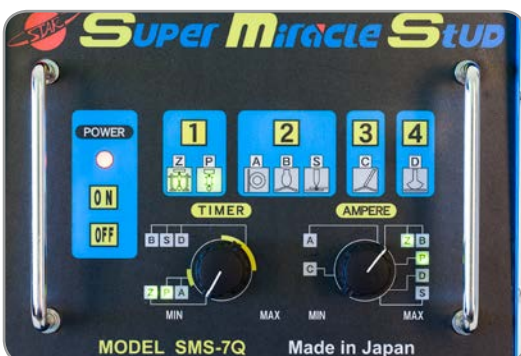 STAR
SUPER MIRACLE STUD
POWER
ON
OFF
1
2
3
4
Z P
A B S
C
D
TIMER
AMPERE
B S D
Z P A
MIN
MAX
A
C
Z B
P
D
S
MIN
MAX
MODEL SMS-7Q
Made in Japan